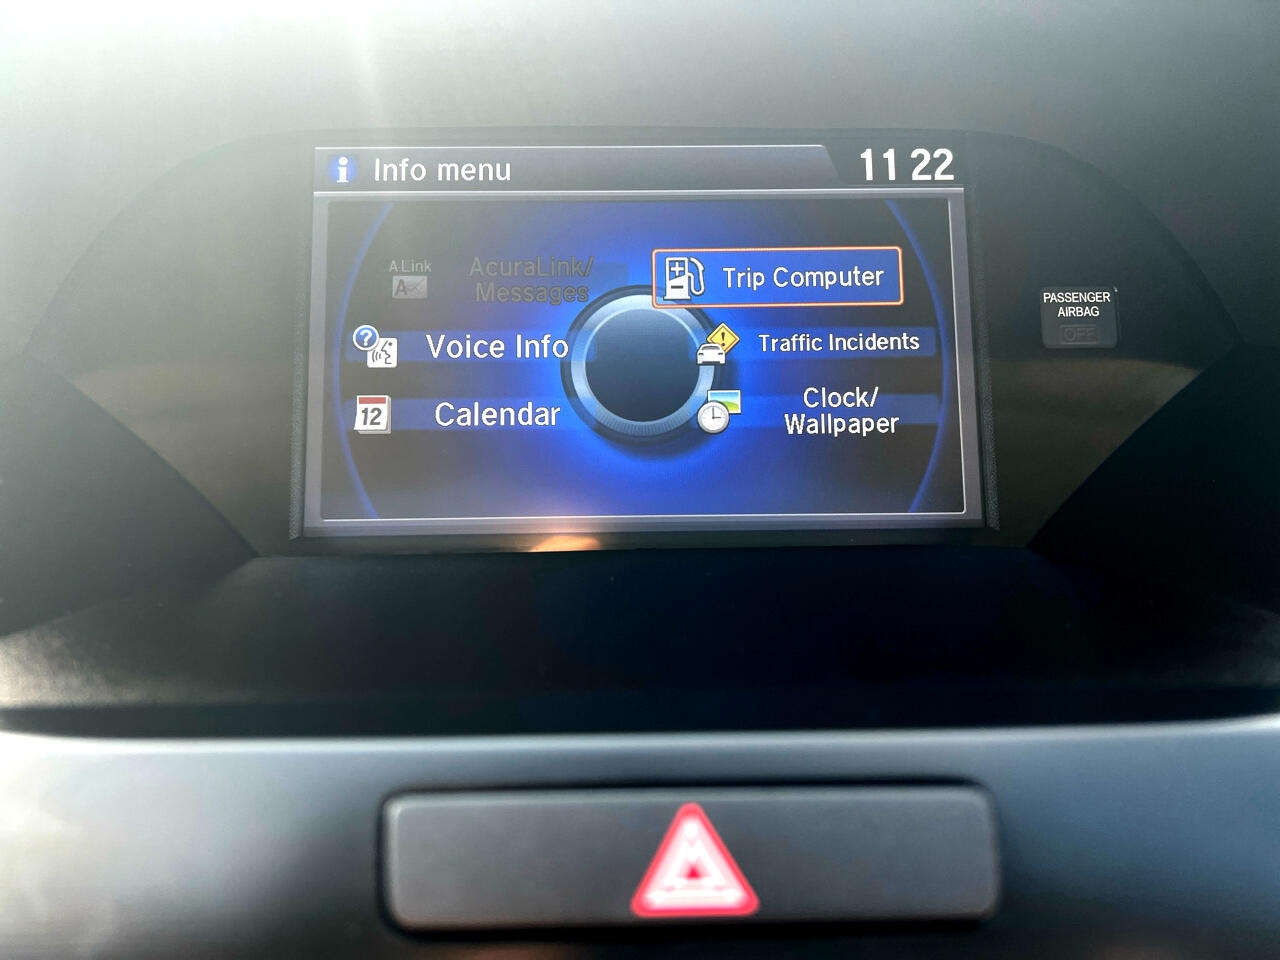 Info menu
11 22
A Link
A
AcuraLink/
Messages
Trip Computer
Voice Info
Traffic Incidents
12
Calendar
Clock/
Wallpaper
PASSENGER
AIRBAG
OFF